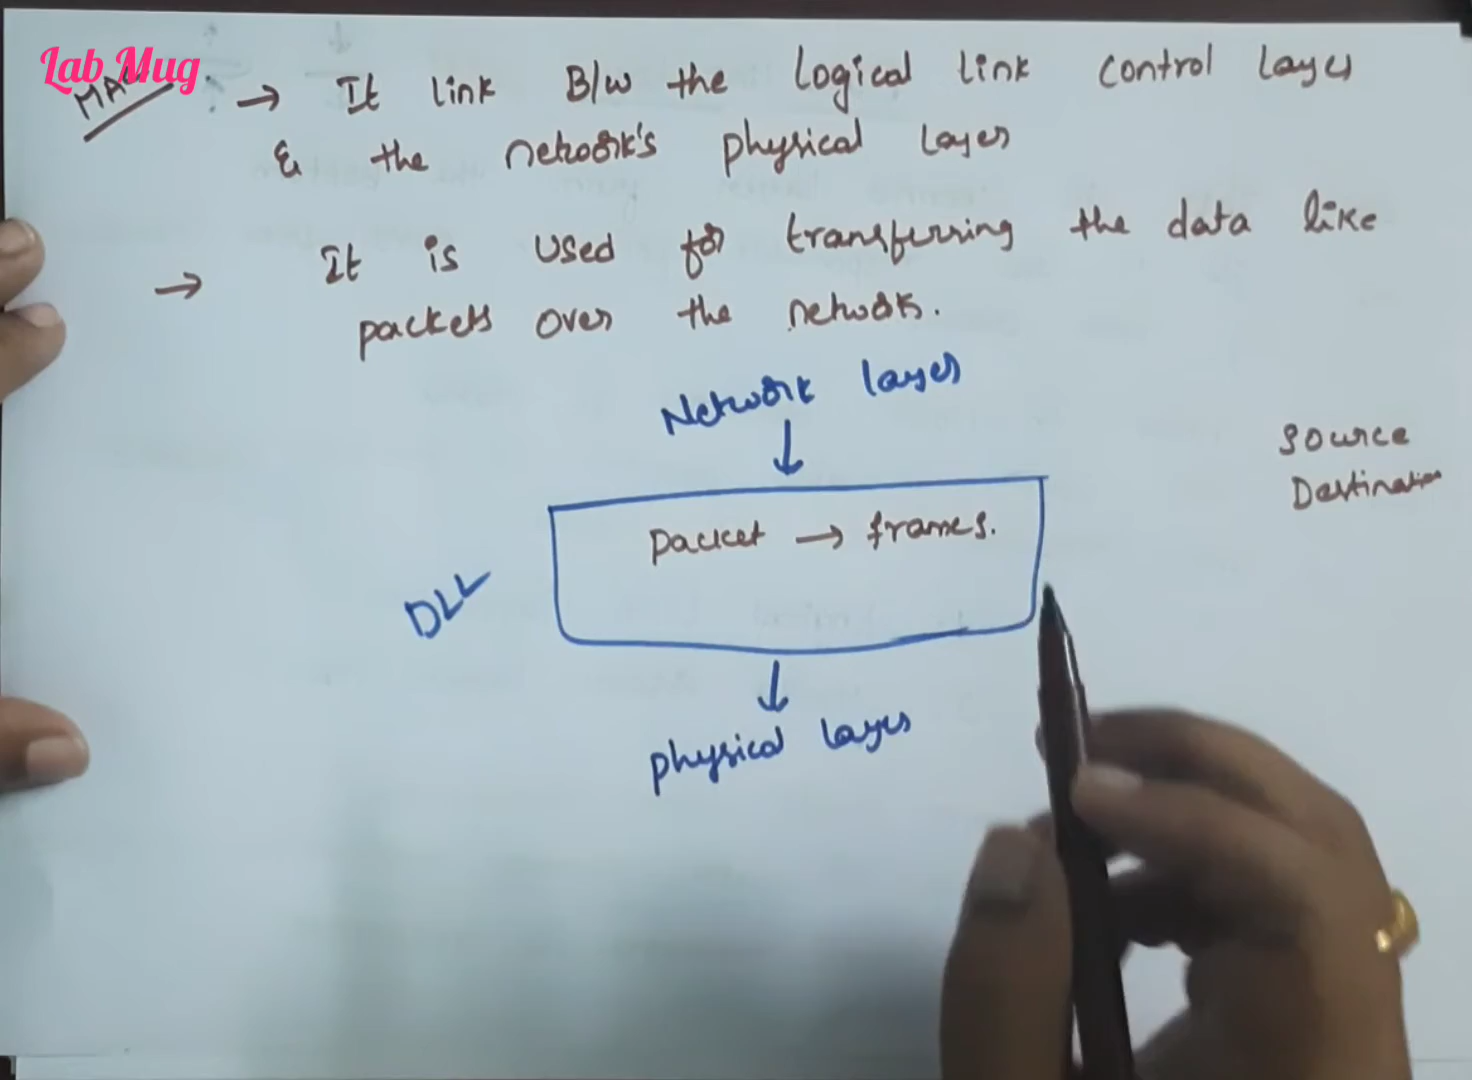 Lab Mug
MAC → It link B/w the Logical link control layer
& the network's physical layer
→ It is used for transferring the data like
packets over the network.
Network layer
↓
Source
Destination
Packet → frames.
DLL
↓
physical layer